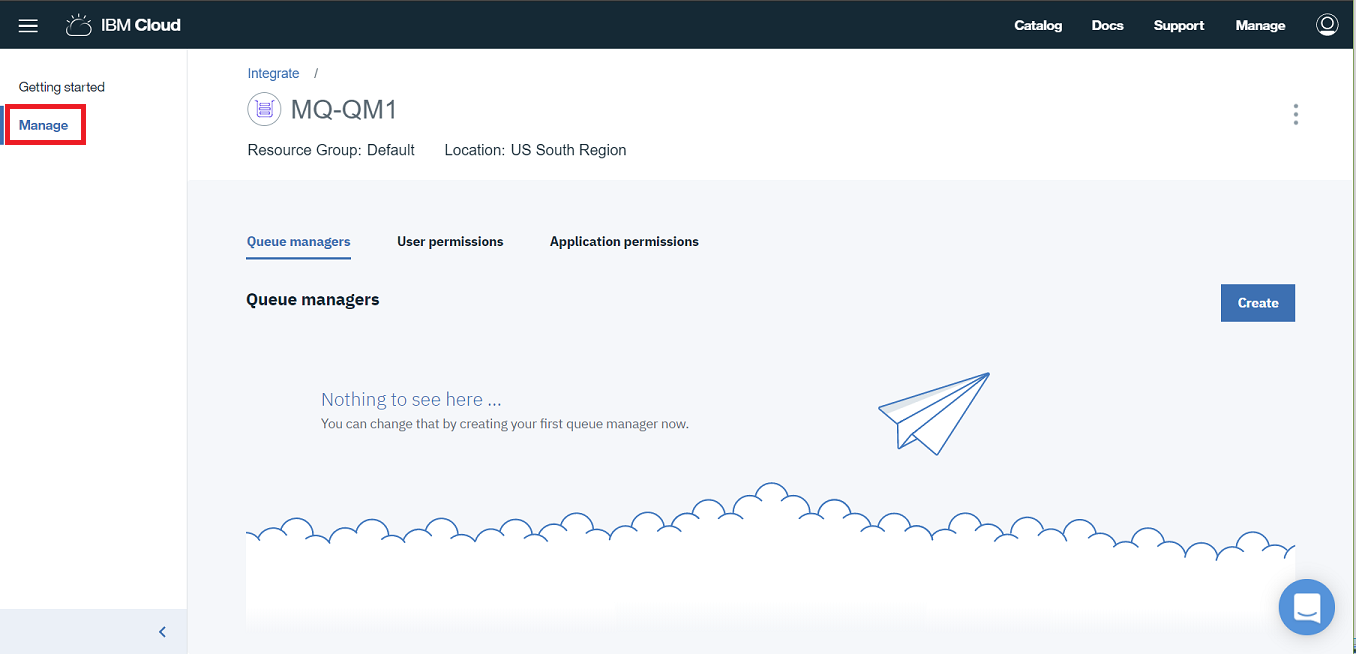 IBM Cloud
Catalog Docs Support Manage
Getting started
Manage
Integrate /
MQ-QM1
Resource Group: Default Location: US South Region
Queue managers User permissions Application permissions
Queue managers
Create
Nothing to see here ...
You can change that by creating your first queue manager now.